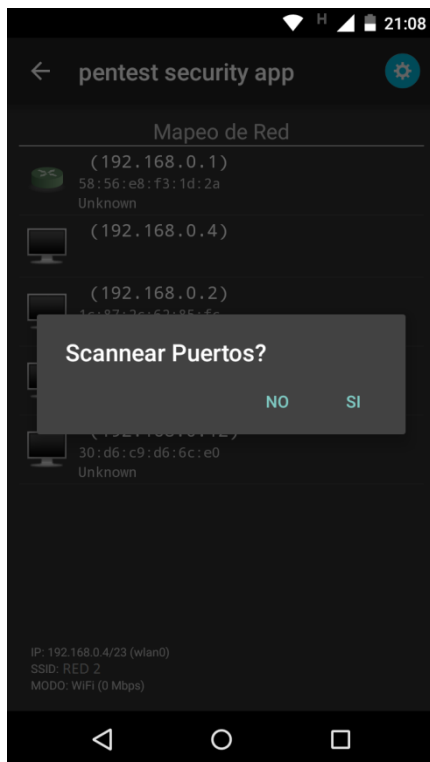 H 21:08
pentest security app
Mapeo de Red
(192.168.0.1)
58:56:e8:f3:1d:2a
Unknown
(192.168.0.4)
(192.168.0.2)
Scannear Puertos?
NO SI
30:d6:c9:d6:6c:e0
Unknown
IP: 192.168.0.4/23 (wlan0)
SSID: RED 2
MODO: WiFi (0 Mbps)